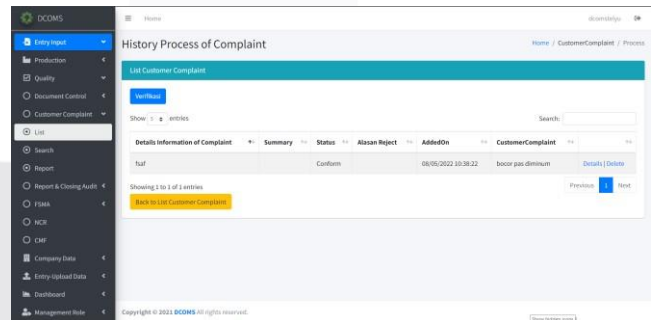 DCOMS
Home
dcomstelyu
Entry Input
Production
Quality
Document Control
Customer Complaint
List
Search
Report
Report & Closing Audit
FSMA
NCR
CMF
Company Data
Entry-Upload Data
Dashboard
Management Role
History Process of Complaint
Home / CustomerComplaint / Process
List Customer Complaint
Verifikasi
Show entries
Search:
Details Information of Complaint Summary Status Alasan Reject AddedOn CustomerComplaint
fsaf Conform 08/05/2022 10:38:22 bocor pas diminum Details | Delete
Showing 1 to 1 of 1 entries
Previous 1 Next
Back to List Customer Complaint
Copyright © 2021 DCOMS All rights reserved.